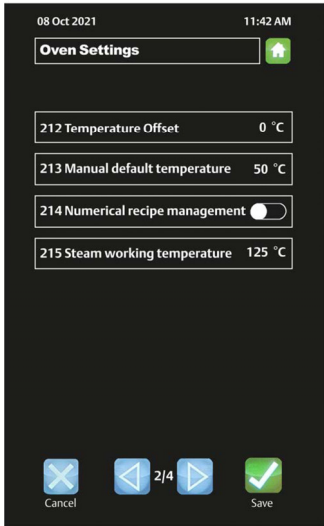 08 Oct 2021 11:42 AM
Oven Settings
212 Temperature Offset 0 °C
213 Manual default temperature 50 °C
214 Numerical recipe management
215 Steam working temperature 125 °C
2/4
Cancel Save